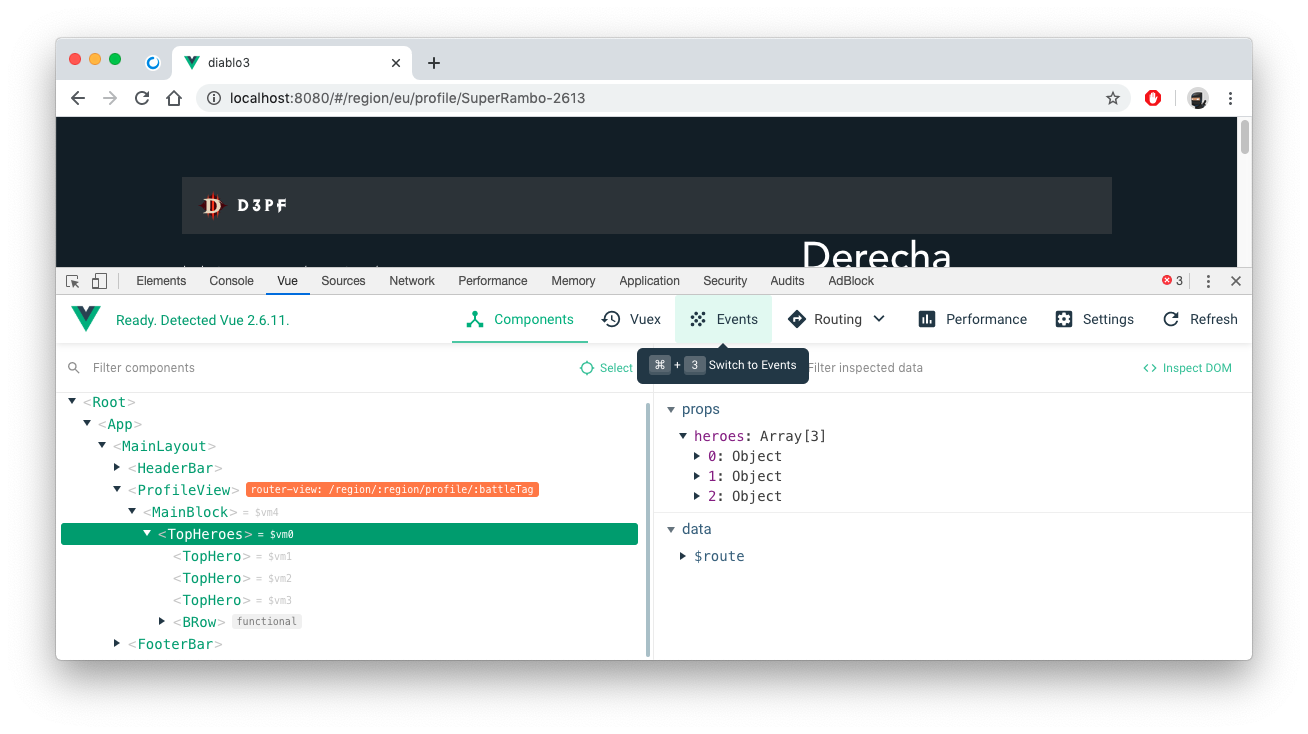 diablo3
localhost:8080/#/region/eu/profile/SuperRambo-2613
D3PF
Derecha
Elements Console Vue Sources Network Performance Memory Application Security Audits AdBlock 3
Ready. Detected Vue 2.6.11.
Components Vuex Events Routing Performance Settings Refresh
⌘ + 3 Switch to Events
Filter components Select Filter inspected data <> Inspect DOM
<Root>
<App>
<MainLayout>
<HeaderBar>
<ProfileView> router-view: /region/:region/profile/:battleTag
<MainBlock> = $vm4
<TopHeroes> = $vm0
<TopHero> = $vm1
<TopHero> = $vm2
<TopHero> = $vm3
<BRow> functional
<FooterBar>
props
heroes: Array[3]
0: Object
1: Object
2: Object
data
$route